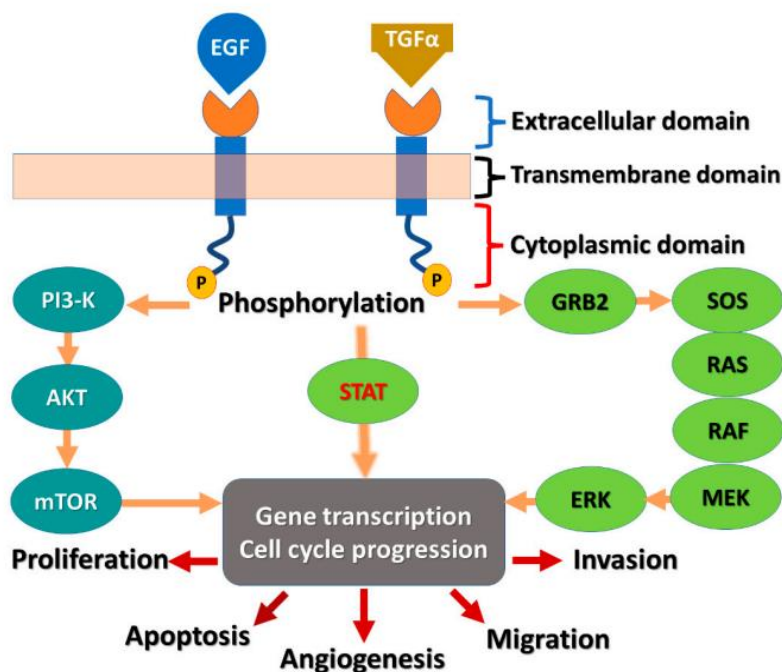 EGF
TGFα
Extracellular domain
Transmembrane domain
Cytoplasmic domain
P
P
PI3-K
Phosphorylation
GRB2
SOS
AKT
STAT
RAS
RAF
mTOR
Gene transcription
Cell cycle progression
ERK
MEK
Proliferation
Invasion
Apoptosis
Angiogenesis
Migration